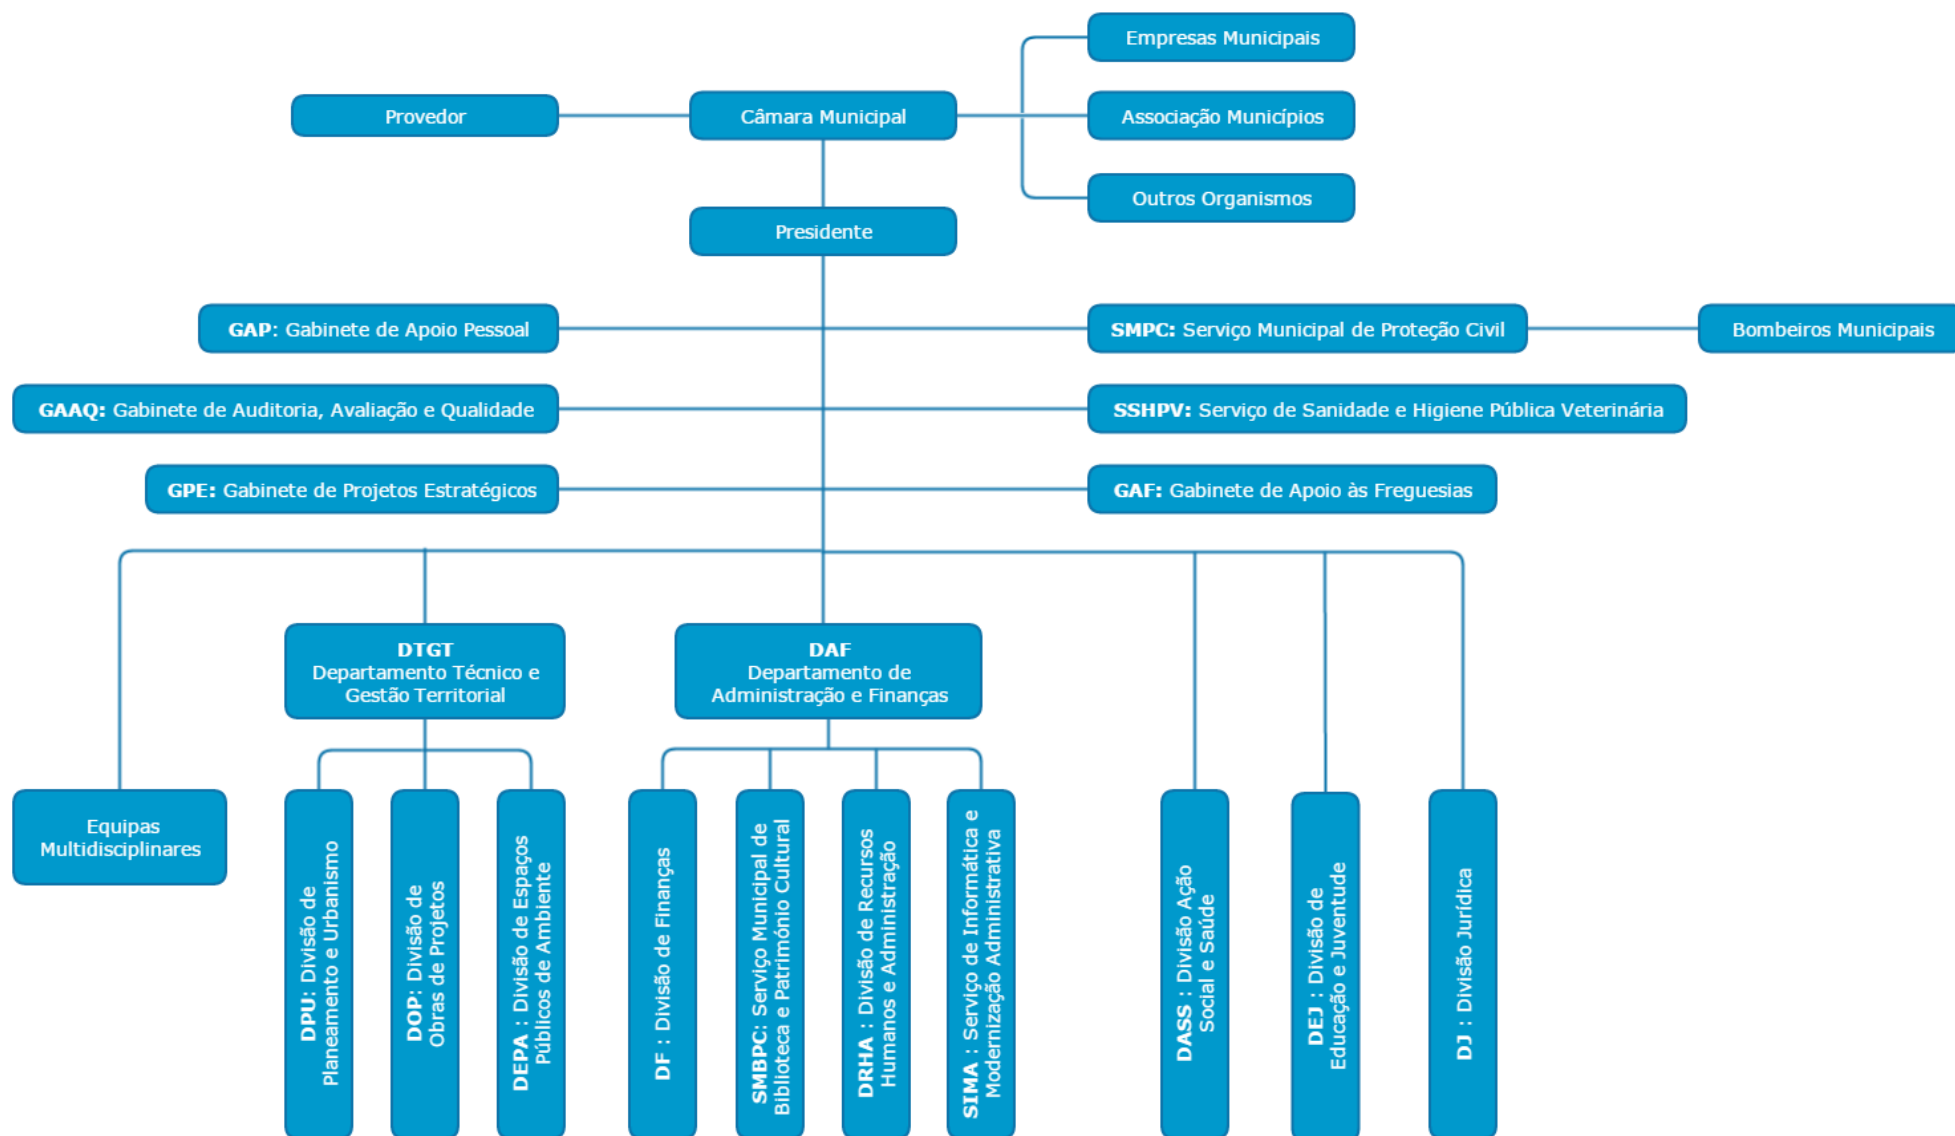 Empresas Municipais
Provedor
Câmara Municipal
Associação Municípios
Outros Organismos
Presidente
GAP: Gabinete de Apoio Pessoal
SMPC: Serviço Municipal de Proteção Civil
Bombeiros Municipais
GAAQ: Gabinete de Auditoria, Avaliação e Qualidade
SSHPV: Serviço de Sanidade e Higiene Pública Veterinária
GPE: Gabinete de Projetos Estratégicos
GAF: Gabinete de Apoio às Freguesias
DTGT
Departamento Técnico e
Gestão Territorial
DAF
Departamento de
Administração e Finanças
Equipas
Multidisciplinares
DPU: Divisão de
Planeamento e Urbanismo
DOP: Divisão de
Obras de Projetos
DEPA : Divisão de Espaços
Públicos de Ambiente
DF : Divisão de Finanças
SMBPC: Serviço Municipal de
Biblioteca e Património Cultural
DRHA : Divisão de Recursos
Humanos e Administração
SIMA : Serviço de Informática e
Modernização Administrativa
DASS : Divisão Ação
Social e Saúde
DEJ : Divisão de
Educação e Juventude
DJ : Divisão Jurídica